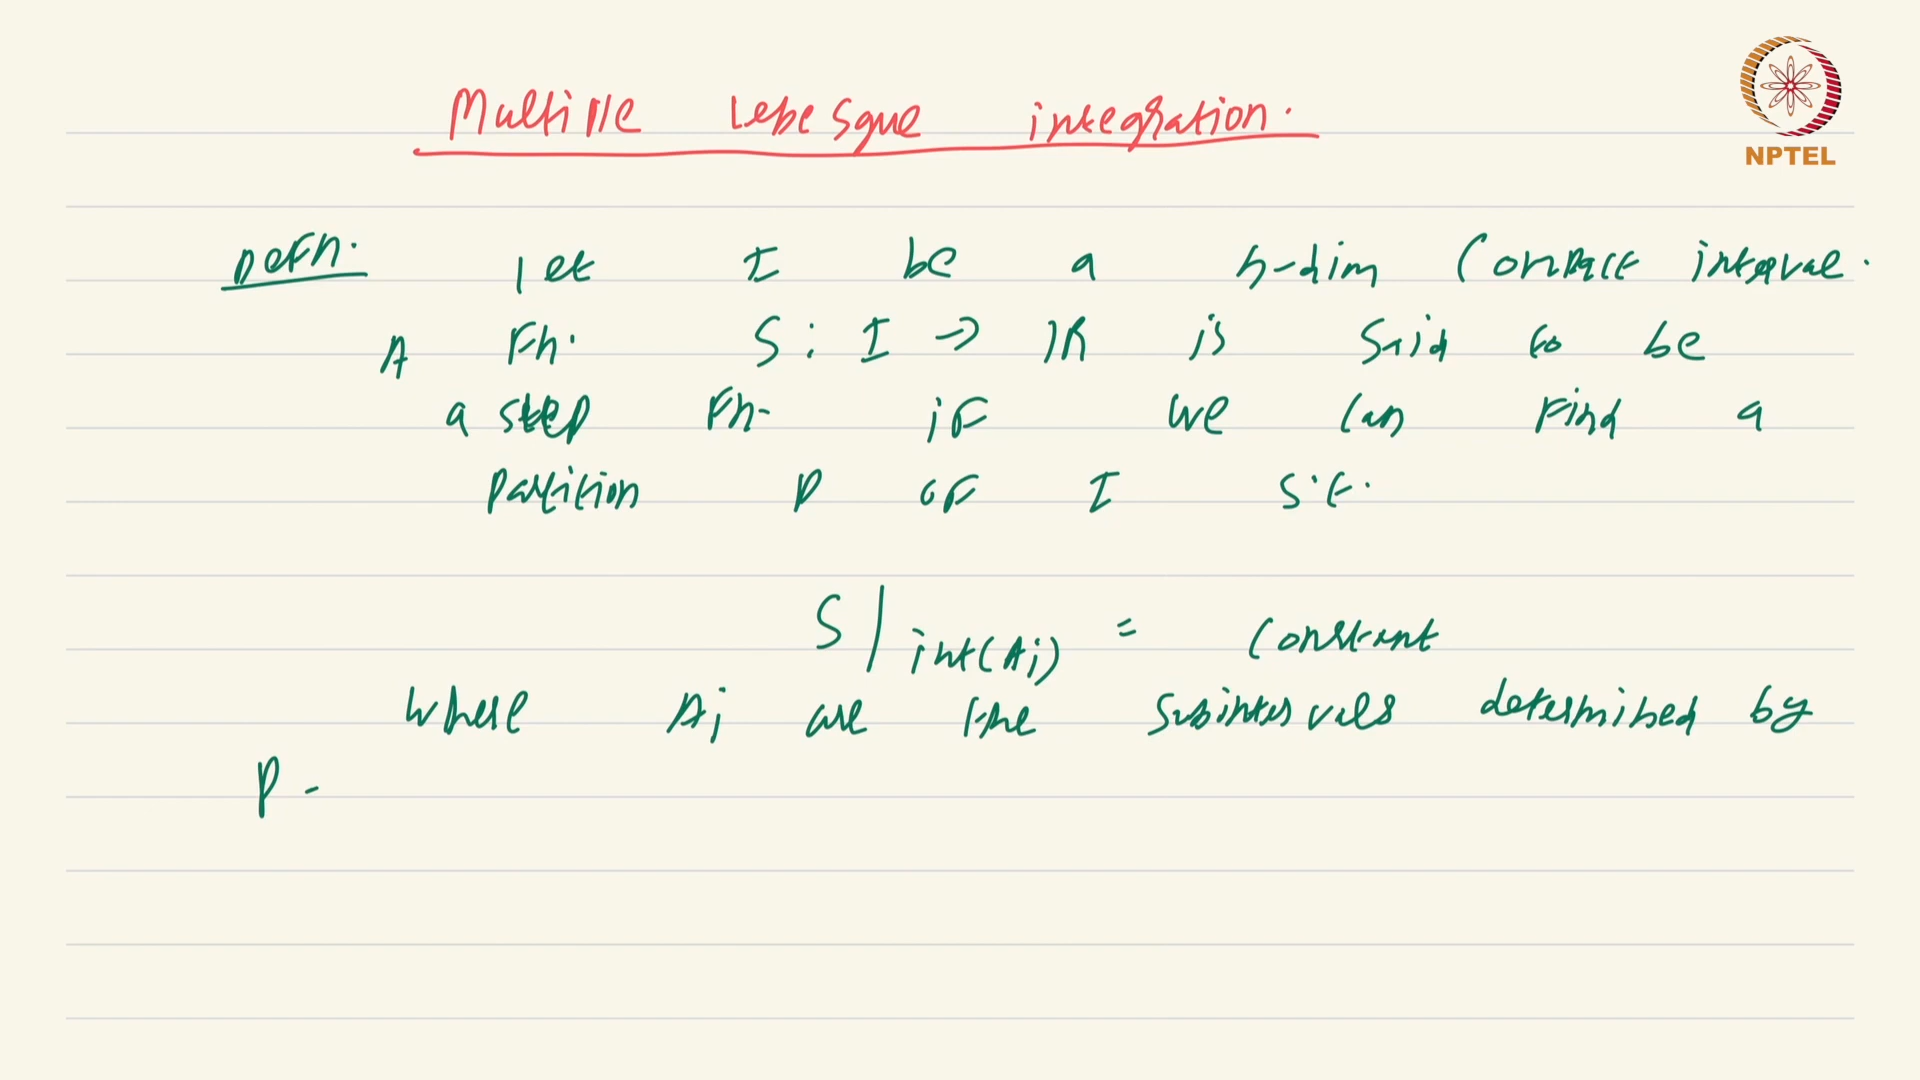 Multiple Lebesgue integration.
NPTEL
Defn. Let I be a n-dim compact interval.
A Fn. S : I → IR is said to be
a step Fn. if we can find a
partition P of I s.t.
S|int(Ai) = constant
where Ai are the subintervals determined by
P.